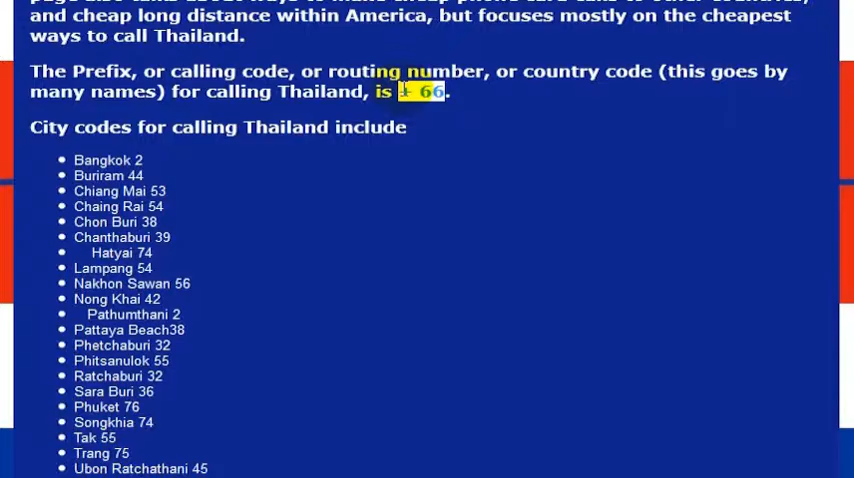 and cheap long distance within America, but focuses mostly on the cheapest
ways to call Thailand.
The Prefix, or calling code, or routing number, or country code (this goes by
many names) for calling Thailand, is + 66.
City codes for calling Thailand include
Bangkok 2
Buriram 44
Chiang Mai 53
Chaing Rai 54
Chon Buri 38
Chanthaburi 39
Hatyai 74
Lampang 54
Nakhon Sawan 56
Nong Khai 42
Pathumthani 2
Pattaya Beach38
Phetchaburi 32
Phitsanulok 55
Ratchaburi 32
Sara Buri 36
Phuket 76
Songkhia 74
Tak 55
Trang 75
Ubon Ratchathani 45